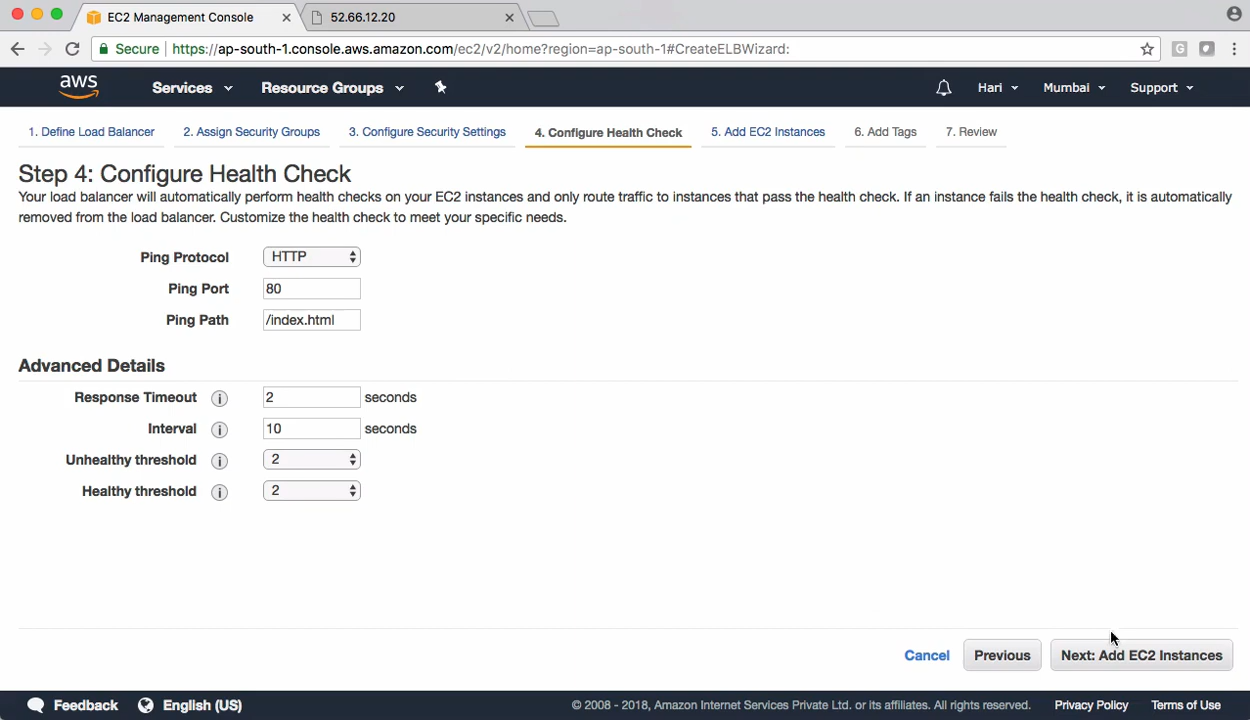 EC2 Management Console
52.66.12.20
Secure https://ap-south-1.console.aws.amazon.com/ec2/v2/home?region=ap-south-1#CreateELBWizard:
aws Services Resource Groups Hari Mumbai Support
1. Define Load Balancer 2. Assign Security Groups 3. Configure Security Settings 4. Configure Health Check 5. Add EC2 Instances 6. Add Tags 7. Review
Step 4: Configure Health Check
Your load balancer will automatically perform health checks on your EC2 instances and only route traffic to instances that pass the health check. If an instance fails the health check, it is automatically
removed from the load balancer. Customize the health check to meet your specific needs.
Ping Protocol HTTP
Ping Port 80
Ping Path /index.html
Advanced Details
Response Timeout i 2 seconds
Interval i 10 seconds
Unhealthy threshold i 2
Healthy threshold i 2
Cancel Previous Next: Add EC2 Instances
Feedback English (US) © 2008 - 2018, Amazon Internet Services Private Ltd. or its affiliates. All rights reserved. Privacy Policy Terms of Use